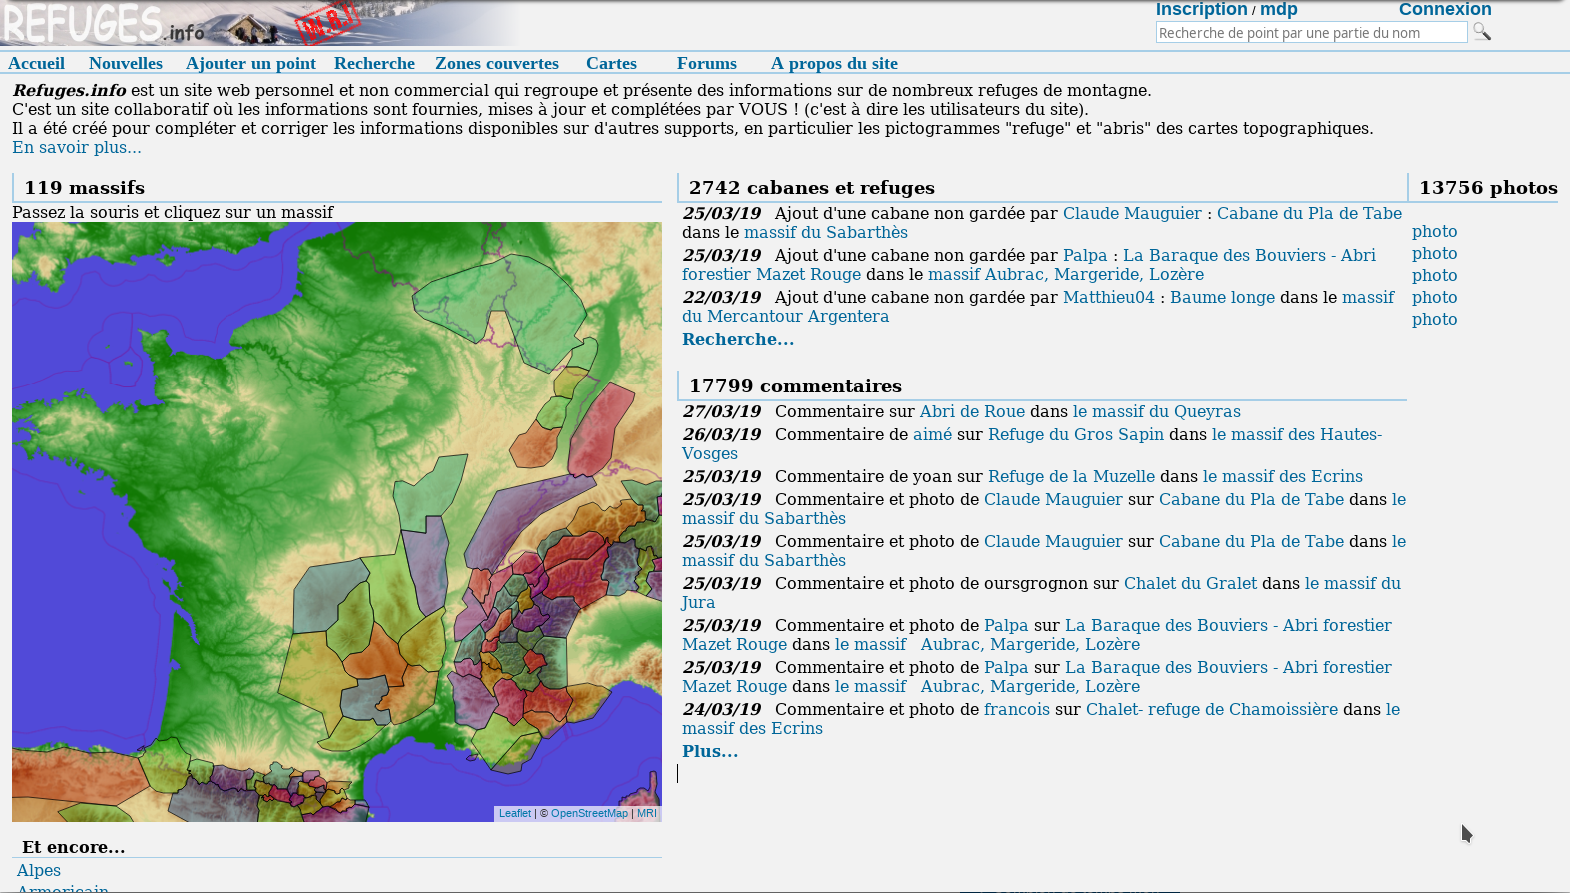 REFUGES.info
Inscription / mdp
Connexion
Recherche de point par une partie du nom
Accueil
Nouvelles
Ajouter un point
Recherche
Zones couvertes
Cartes
Forums
A propos du site
Refuges.info est un site web personnel et non commercial qui regroupe et présente des informations sur de nombreux refuges de montagne.
C'est un site collaboratif où les informations sont fournies, mises à jour et complétées par VOUS ! (c'est à dire les utilisateurs du site).
Il a été créé pour compléter et corriger les informations disponibles sur d'autres supports, en particulier les pictogrammes "refuge" et "abris" des cartes topographiques.
En savoir plus...
119 massifs
Passez la souris et cliquez sur un massif
Leaflet | © OpenStreetMap | MRI
Et encore...
Alpes
Armoricain
2742 cabanes et refuges
25/03/19 Ajout d'une cabane non gardée par Claude Mauguier : Cabane du Pla de Tabe
dans le massif du Sabarthès
25/03/19 Ajout d'une cabane non gardée par Palpa : La Baraque des Bouviers - Abri
forestier Mazet Rouge dans le massif Aubrac, Margeride, Lozère
22/03/19 Ajout d'une cabane non gardée par Matthieu04 : Baume longe dans le massif
du Mercantour Argentera
Recherche...
17799 commentaires
27/03/19 Commentaire sur Abri de Roue dans le massif du Queyras
26/03/19 Commentaire de aimé sur Refuge du Gros Sapin dans le massif des Hautes-
Vosges
25/03/19 Commentaire de yoan sur Refuge de la Muzelle dans le massif des Ecrins
25/03/19 Commentaire et photo de Claude Mauguier sur Cabane du Pla de Tabe dans le
massif du Sabarthès
25/03/19 Commentaire et photo de Claude Mauguier sur Cabane du Pla de Tabe dans le
massif du Sabarthès
25/03/19 Commentaire et photo de oursgrognon sur Chalet du Gralet dans le massif du
Jura
25/03/19 Commentaire et photo de Palpa sur La Baraque des Bouviers - Abri forestier
Mazet Rouge dans le massif Aubrac, Margeride, Lozère
25/03/19 Commentaire et photo de Palpa sur La Baraque des Bouviers - Abri forestier
Mazet Rouge dans le massif Aubrac, Margeride, Lozère
24/03/19 Commentaire et photo de francois sur Chalet- refuge de Chamoissière dans le
massif des Ecrins
Plus...
13756 photos
photo
photo
photo
photo
photo